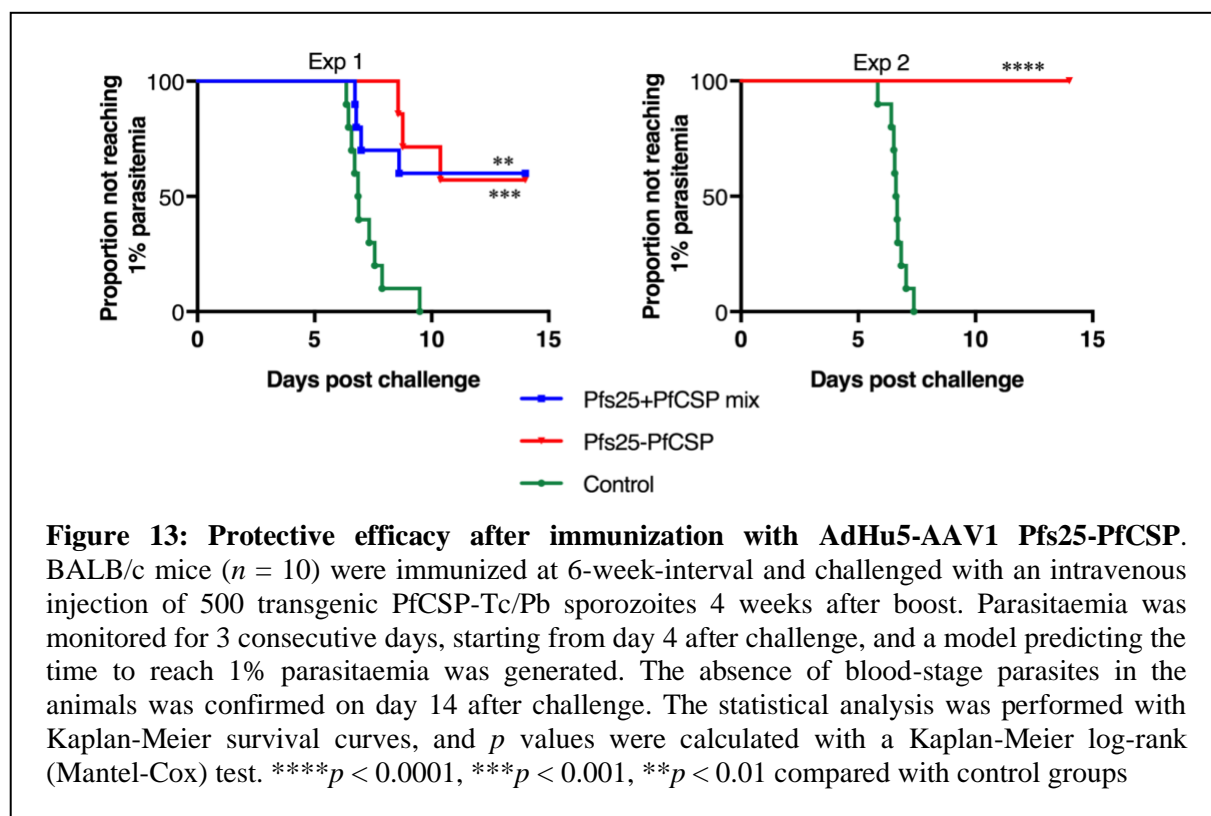 Exp 1
Proportion not reaching
1% parasitemia
100
50
0
0 5 10 15
**
***
Days post challenge
Exp 2
Proportion not reaching
1% parasitemia
100
50
0
0 5 10 15
****
Days post challenge
Pfs25+PfCSP mix
Pfs25-PfCSP
Control
Figure 13: Protective efficacy after immunization with AdHu5-AAV1 Pfs25-PfCSP.
BALB/c mice (n = 10) were immunized at 6-week-interval and challenged with an intravenous
injection of 500 transgenic PfCSP-Tc/Pb sporozoites 4 weeks after boost. Parasitaemia was
monitored for 3 consecutive days, starting from day 4 after challenge, and a model predicting the
time to reach 1% parasitaemia was generated. The absence of blood-stage parasites in the
animals was confirmed on day 14 after challenge. The statistical analysis was performed with
Kaplan-Meier survival curves, and p values were calculated with a Kaplan-Meier log-rank
(Mantel-Cox) test. ****p < 0.0001, ***p < 0.001, **p < 0.01 compared with control groups